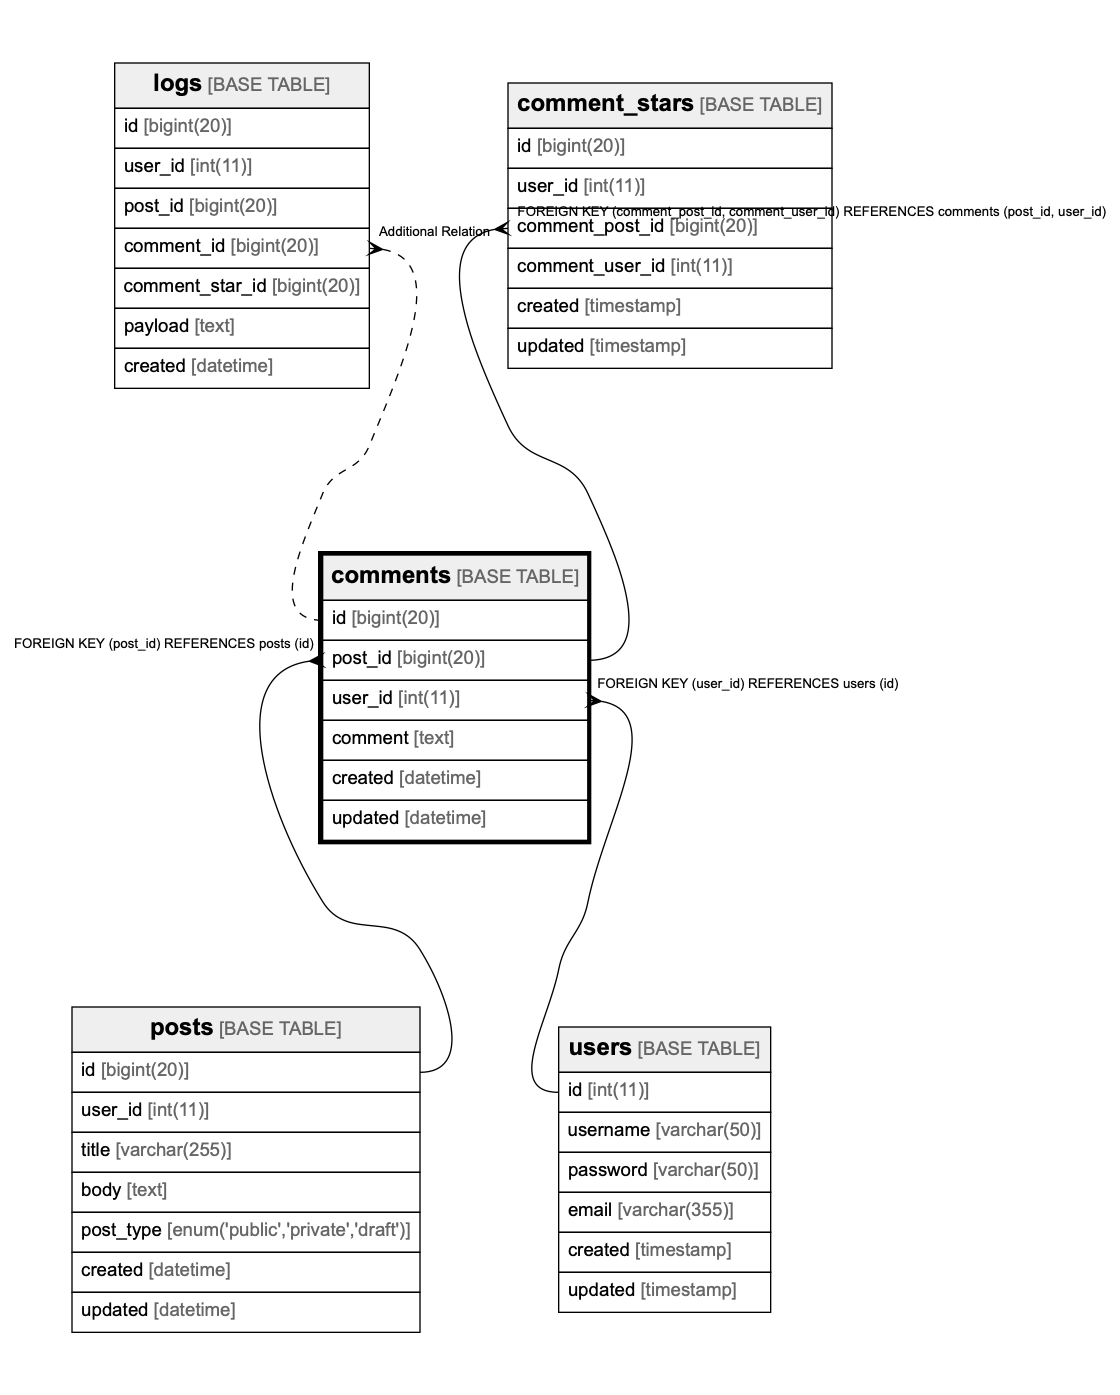 logs [BASE TABLE]
id [bigint(20)]
user_id [int(11)]
post_id [bigint(20)]
comment_id [bigint(20)]
comment_star_id [bigint(20)]
payload [text]
created [datetime]
Additional Relation
comment_stars [BASE TABLE]
id [bigint(20)]
user_id [int(11)]
FOREIGN KEY (comment_post_id, comment_user_id) REFERENCES comments (post_id, user_id)
comment_post_id [bigint(20)]
comment_user_id [int(11)]
created [timestamp]
updated [timestamp]
comments [BASE TABLE]
id [bigint(20)]
FOREIGN KEY (post_id) REFERENCES posts (id)
post_id [bigint(20)]
FOREIGN KEY (user_id) REFERENCES users (id)
user_id [int(11)]
comment [text]
created [datetime]
updated [datetime]
posts [BASE TABLE]
id [bigint(20)]
user_id [int(11)]
title [varchar(255)]
body [text]
post_type [enum('public','private','draft')]
created [datetime]
updated [datetime]
users [BASE TABLE]
id [int(11)]
username [varchar(50)]
password [varchar(50)]
email [varchar(355)]
created [timestamp]
updated [timestamp]